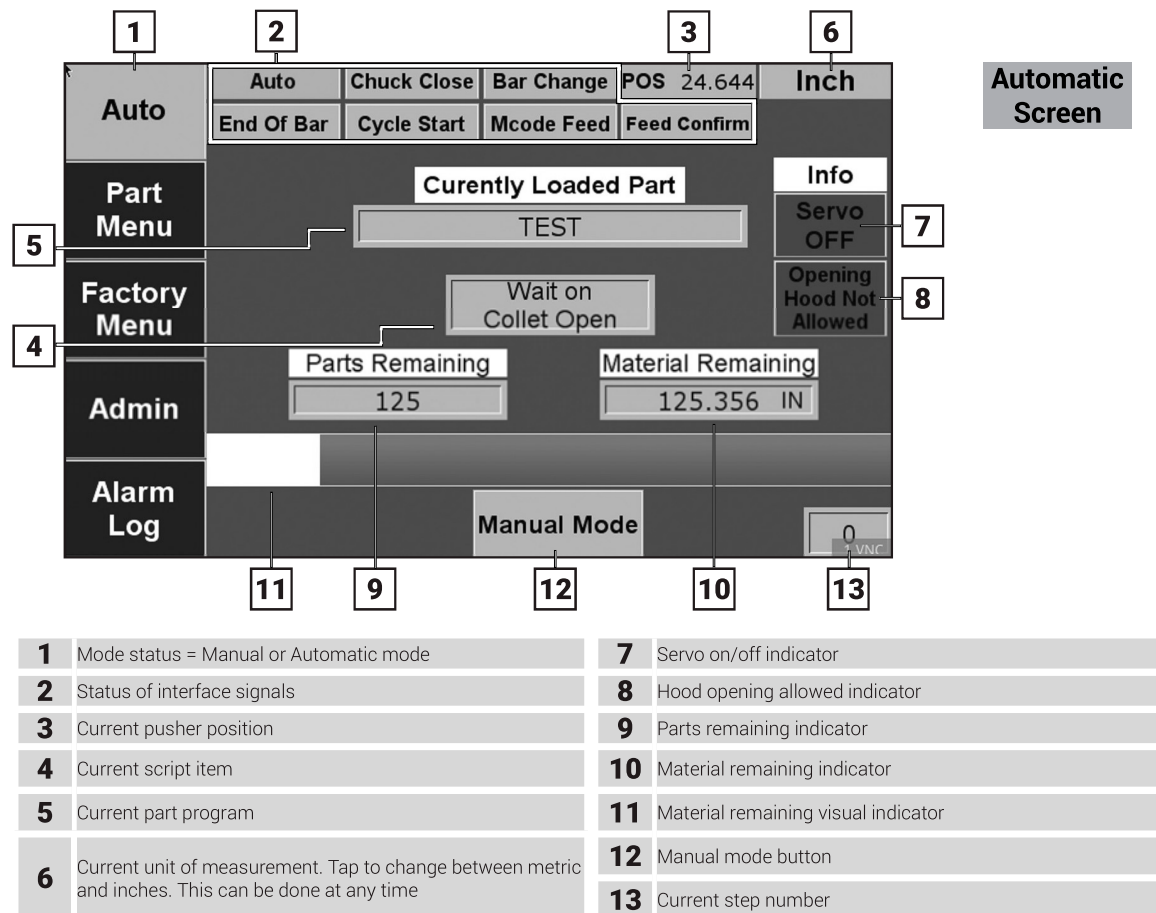 1
2
3
6
Automatic
Screen
Auto
Auto
Chuck Close
Bar Change
POS 24.644
Inch
End Of Bar
Cycle Start
Mcode Feed
Feed Confirm
Part
Menu
Curently Loaded Part
TEST
Info
Servo
OFF
7
5
Factory
Menu
Wait on
Collet Open
Opening
Hood Not
Allowed
8
4
Parts Remaining
125
Material Remaining
125.356 IN
Admin
Alarm
Log
Manual Mode
0
1 VNC
11
9
12
10
13
1 Mode status = Manual or Automatic mode
2 Status of interface signals
3 Current pusher position
4 Current script item
5 Current part program
6 Current unit of measurement. Tap to change between metric
and inches. This can be done at any time
7 Servo on/off indicator
8 Hood opening allowed indicator
9 Parts remaining indicator
10 Material remaining indicator
11 Material remaining visual indicator
12 Manual mode button
13 Current step number